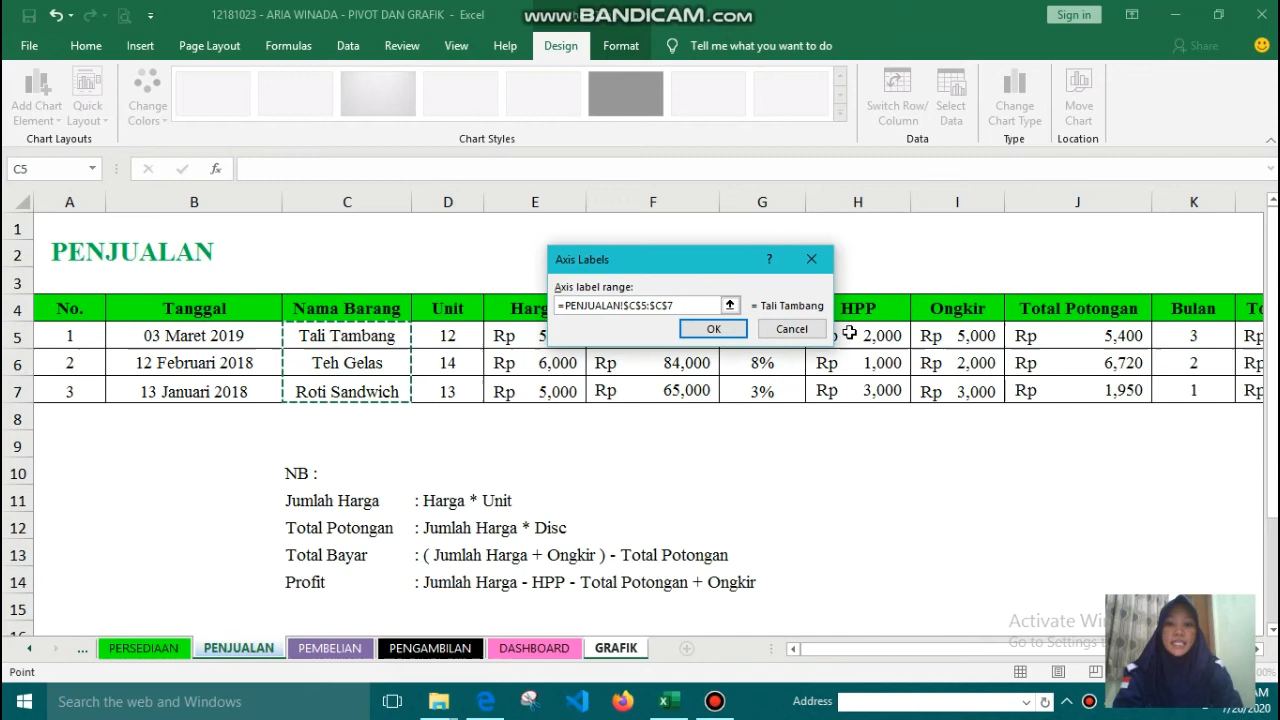 12181023 - ARIA WINADA - PIVOT DAN GRAFIK - Excel
www.BANDICAM.com
Sign in
File Home Insert Page Layout Formulas Data Review View Help Design Format Tell me what you want to do Share
Add Chart Element
Quick Layout
Change Colors
Switch Row/ Column
Select Data
Change Chart Type
Move Chart
Chart Layouts Chart Styles Data Type Location
C5 fx
A B C D E F G H I J K
1
2 PENJUALAN
3
4 No. Tanggal Nama Barang Unit HPP Ongkir Total Potongan Bulan
5 1 03 Maret 2019 Tali Tambang 12 Rp 2,000 Rp 5,000 Rp 5,400 3 Rp
6 2 12 Februari 2018 Teh Gelas 14 Rp 6,000 Rp 84,000 8% Rp 1,000 Rp 2,000 Rp 6,720 2 Rp
7 3 13 Januari 2018 Roti Sandwich 13 Rp 5,000 Rp 65,000 3% Rp 3,000 Rp 3,000 Rp 1,950 1 Rp
8
9
10 NB :
11 Jumlah Harga : Harga * Unit
12 Total Potongan : Jumlah Harga * Disc
13 Total Bayar : ( Jumlah Harga + Ongkir ) - Total Potongan
14 Profit : Jumlah Harga - HPP - Total Potongan + Ongkir
15
16
Axis Labels ?
Axis label range:
=PENJUALAN!$C$5:$C$7 = Tali Tambang
OK Cancel
Activate
Go to Settings
... PERSEDIAAN PENJUALAN PEMBELIAN PENGAMBILAN DASHBOARD GRAFIK
Point
Search the web and Windows
Address
7/20/2020